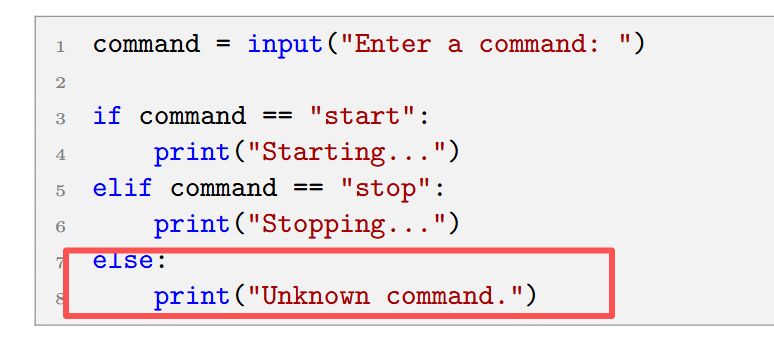 1 command = input("Enter a command: ")
2
3 if command == "start":
4     print("Starting...")
5 elif command == "stop":
6     print("Stopping...")
7 else:
8     print("Unknown command.")